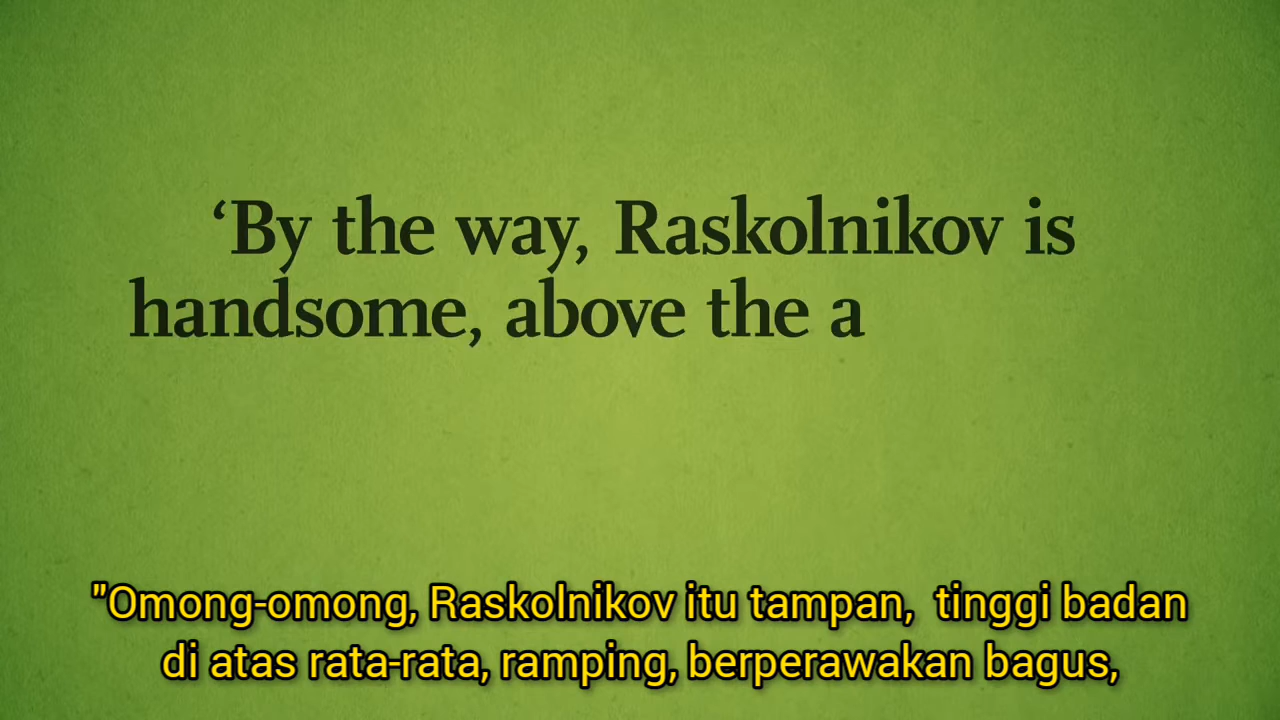 ‘By the way, Raskolnikov is
handsome, above the a
"Omong-omong, Raskolnikov itu tampan,  tinggi badan
di atas rata-rata, ramping, berperawakan bagus,